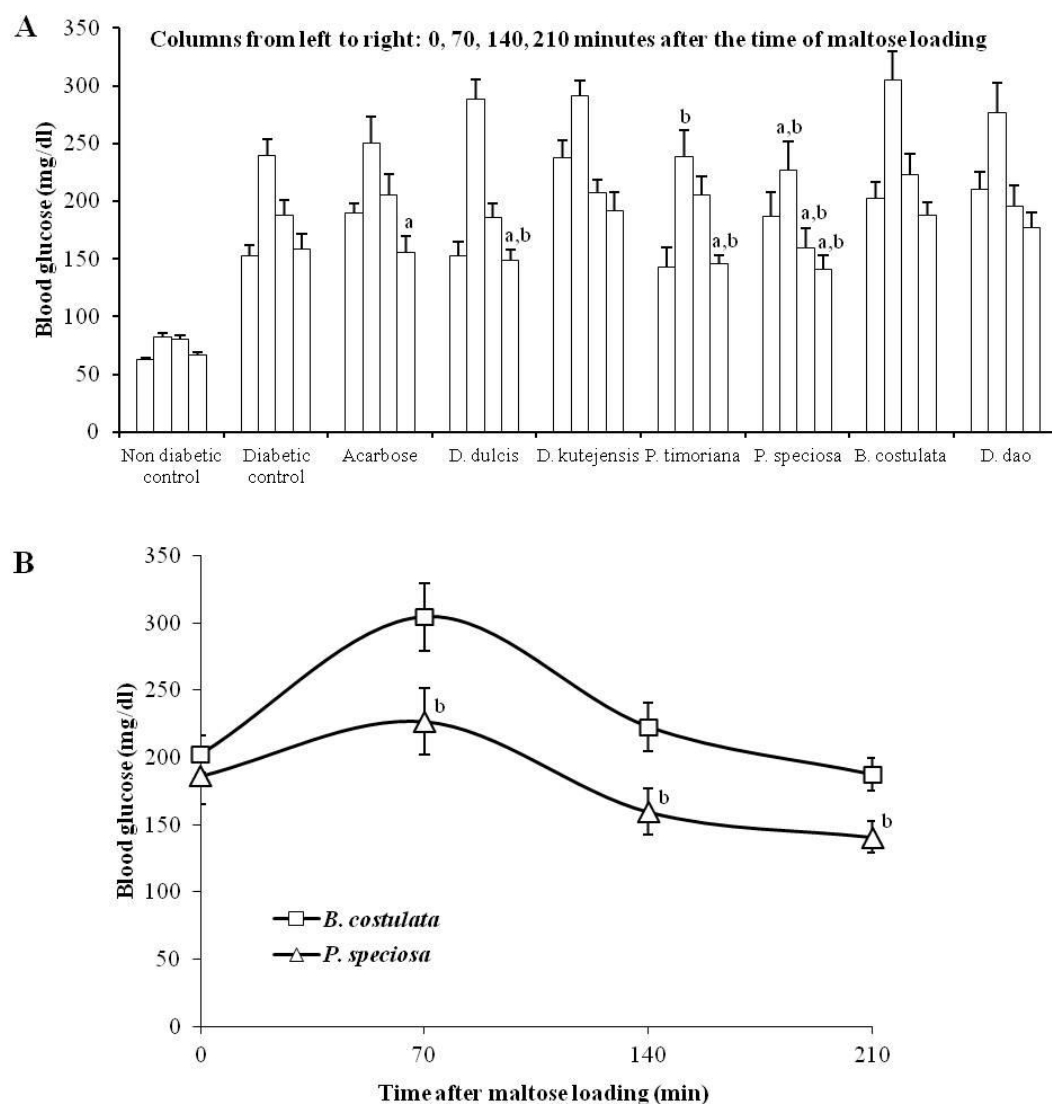 A
Columns from left to right: 0, 70, 140, 210 minutes after the time of maltose loading
Blood glucose (mg/dl)
350
300
250
200
150
100
50
0
a
a,b
b
a,b
a,b
a,b
a,b
Non diabetic control
Diabetic control
Acarbose
D. dulcis
D. kutejensis
P. timoriana
P. speciosa
B. costulata
D. dao
B
Blood glucose (mg/dl)
350
300
250
200
150
100
50
0
b
b
b
B. costulata
P. speciosa
0
70
140
210
Time after maltose loading (min)